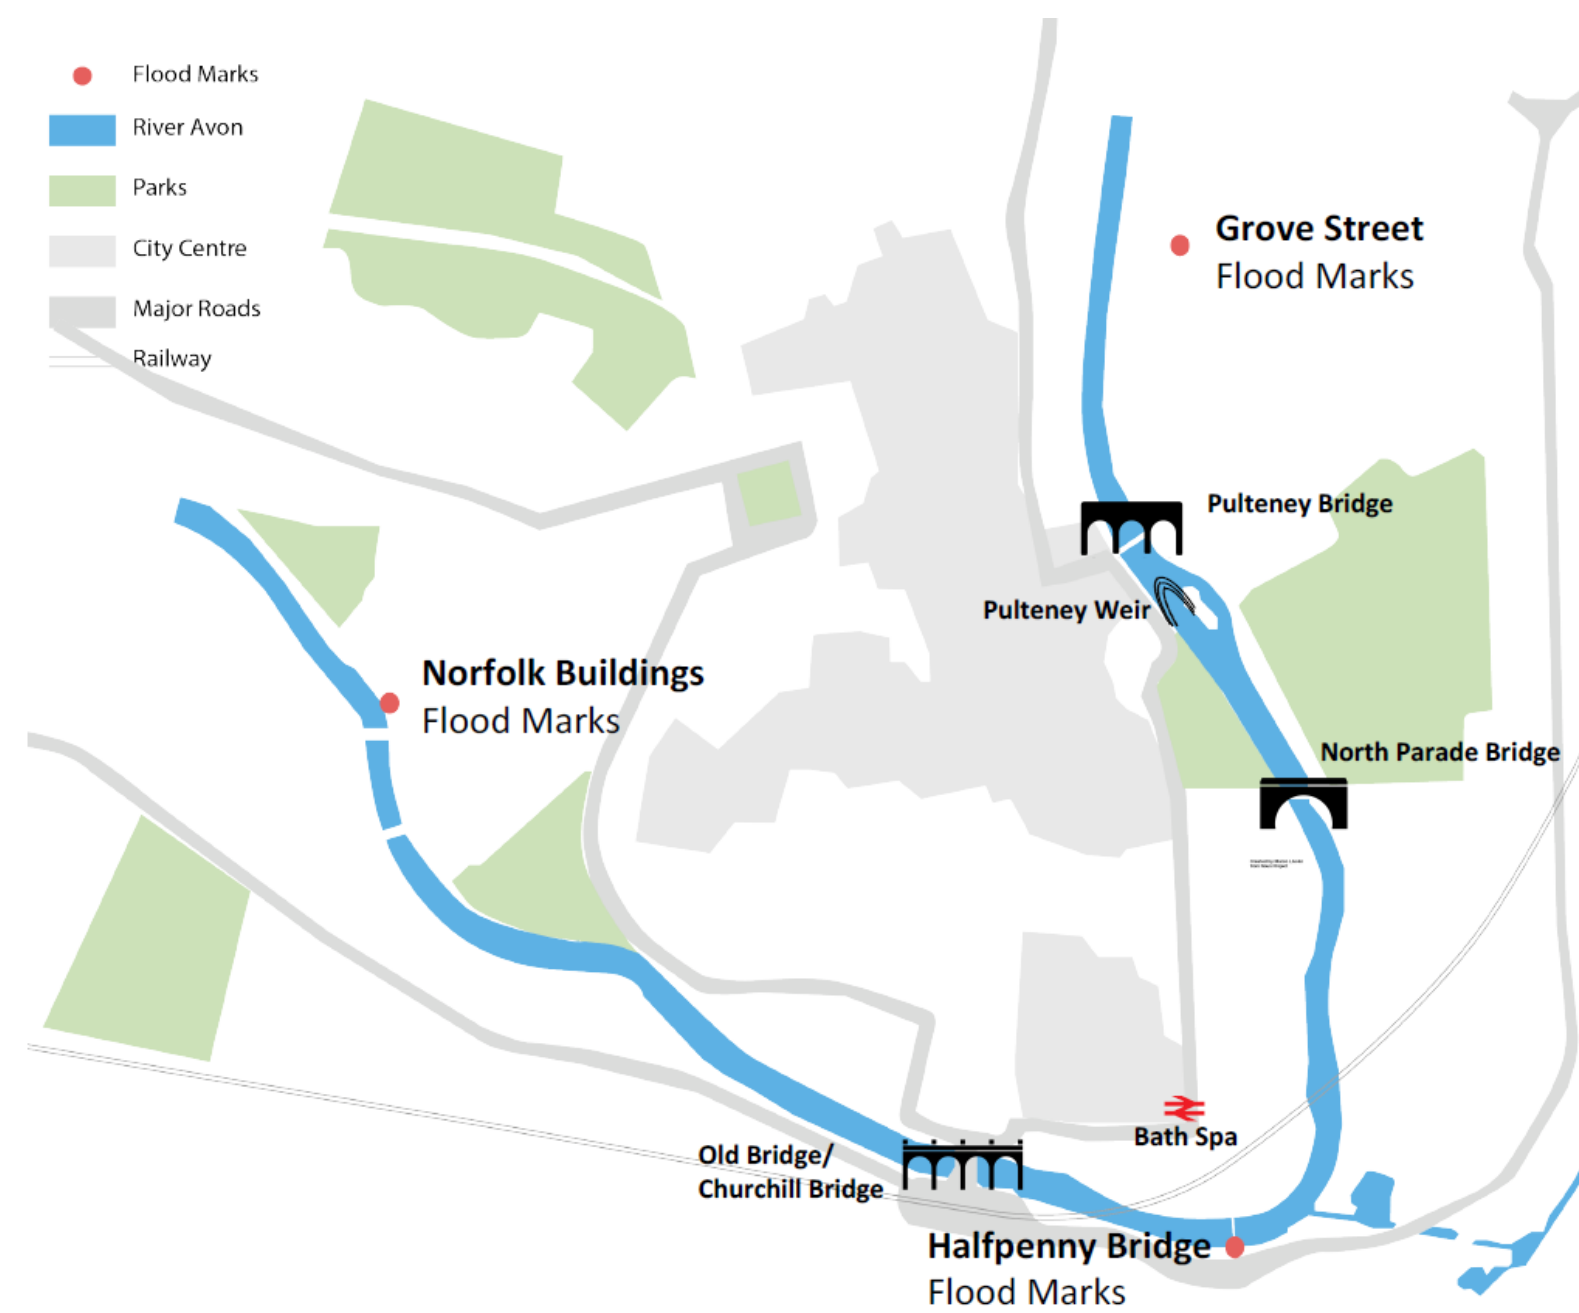 Flood Marks
River Avon
Parks
City Centre
Major Roads
Railway
Grove Street
Flood Marks
Pulteney Bridge
Pulteney Weir
Norfolk Buildings
Flood Marks
North Parade Bridge
Bath Spa
Old Bridge/
Churchill Bridge
Halfpenny Bridge
Flood Marks